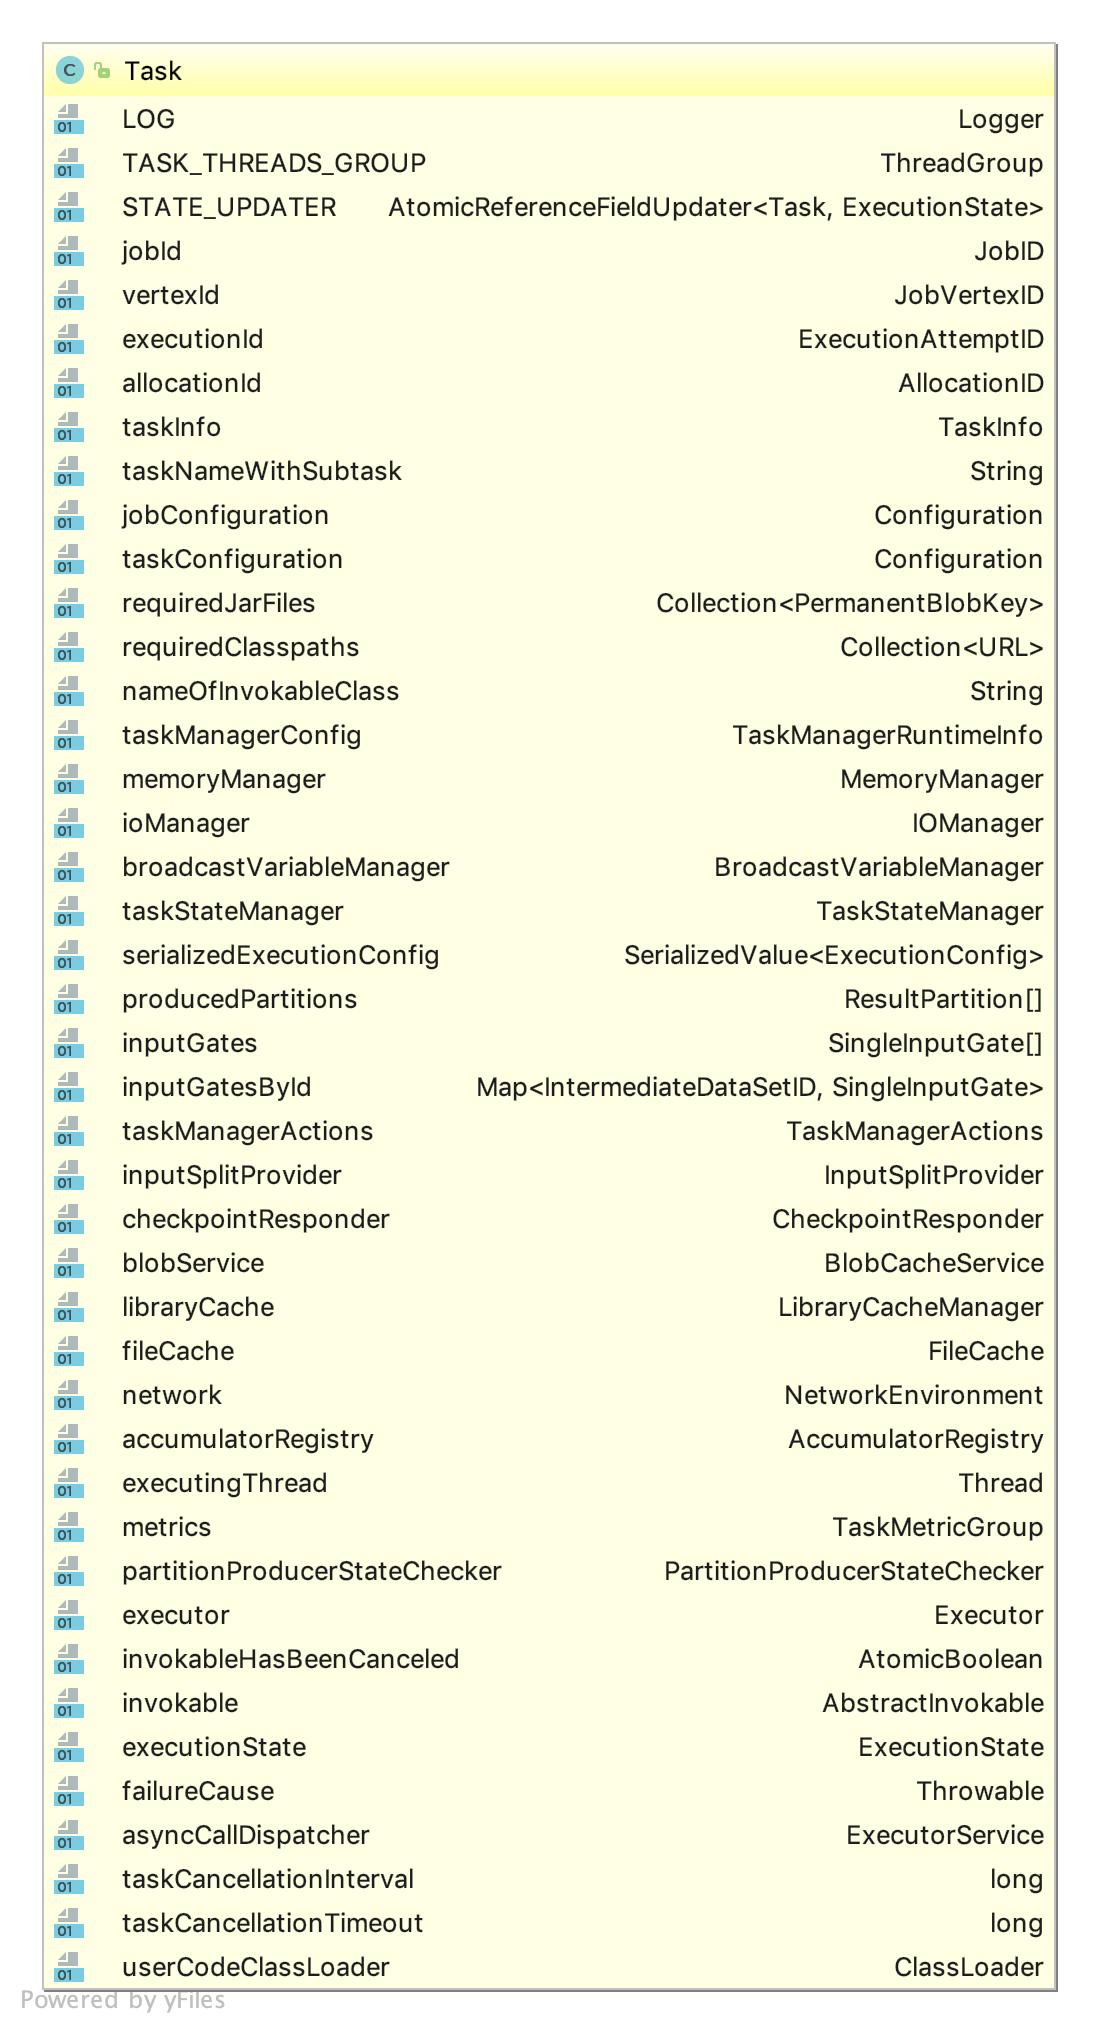 C Task
01 LOG Logger
01 TASK_THREADS_GROUP ThreadGroup
01 STATE_UPDATER AtomicReferenceFieldUpdater<Task, ExecutionState>
01 jobId JobID
01 vertexId JobVertexID
01 executionId ExecutionAttemptID
01 allocationId AllocationID
01 taskInfo TaskInfo
01 taskNameWithSubtask String
01 jobConfiguration Configuration
01 taskConfiguration Configuration
01 requiredJarFiles Collection<PermanentBlobKey>
01 requiredClasspaths Collection<URL>
01 nameOfInvokableClass String
01 taskManagerConfig TaskManagerRuntimeInfo
01 memoryManager MemoryManager
01 ioManager IOManager
01 broadcastVariableManager BroadcastVariableManager
01 taskStateManager TaskStateManager
01 serializedExecutionConfig SerializedValue<ExecutionConfig>
01 producedPartitions ResultPartition[]
01 inputGates SingleInputGate[]
01 inputGatesById Map<IntermediateDataSetID, SingleInputGate>
01 taskManagerActions TaskManagerActions
01 inputSplitProvider InputSplitProvider
01 checkpointResponder CheckpointResponder
01 blobService BlobCacheService
01 libraryCache LibraryCacheManager
01 fileCache FileCache
01 network NetworkEnvironment
01 accumulatorRegistry AccumulatorRegistry
01 executingThread Thread
01 metrics TaskMetricGroup
01 partitionProducerStateChecker PartitionProducerStateChecker
01 executor Executor
01 invokableHasBeenCanceled AtomicBoolean
01 invokable AbstractInvokable
01 executionState ExecutionState
01 failureCause Throwable
01 asyncCallDispatcher ExecutorService
01 taskCancellationInterval long
01 taskCancellationTimeout long
01 userCodeClassLoader ClassLoader
Powered by yFiles